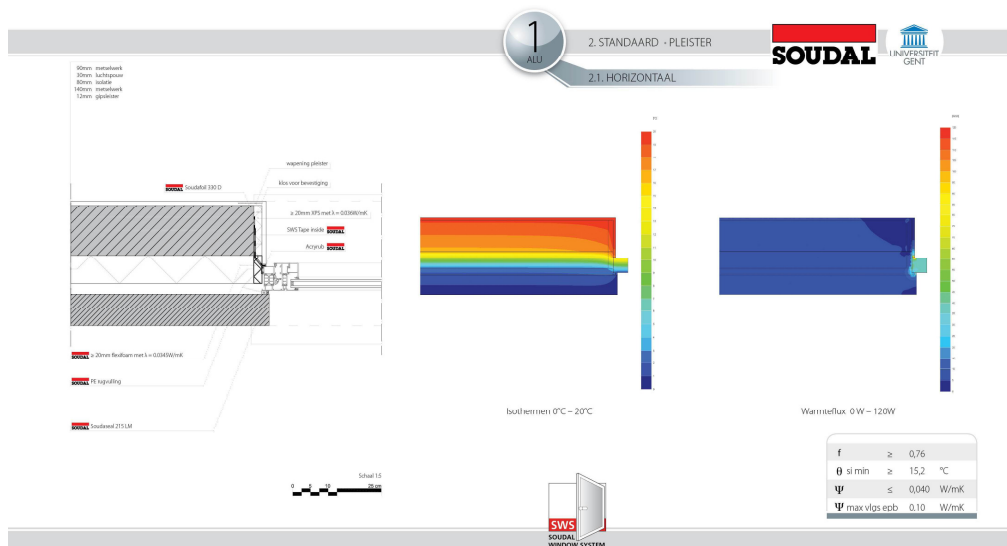 1
ALU
2. STANDAARD - PLEISTER
2.1. HORIZONTAAL
SOUDAL
UNIVERSITEIT
GENT
90mm metselwerk
30mm luchtspouw
80mm isolatie
140mm metselwerk
12mm gipsleister
wapening pleister
SOUDAL Soudafoil 330 D
klos voor bevestiging
≥ 20mm XPS met λ = 0.036W/mK
SWS Tape inside SOUDAL
Acryrub SOUDAL
SOUDAL ≥ 20mm flexifoam met λ = 0.0345W/mK
SOUDAL PE rugvulling
SOUDAL Soudaseal 215 LM
Isothermen 0°C – 20°C
Warmteflux 0 W – 120W
Schaal 1:5
0 5 10 25 cm
f ≥ 0,76
θ si min ≥ 15,2 °C
Ψ ≤ 0,040 W/mK
Ψ max vlgs epb 0,10 W/mK
SWS
SOUDAL
WINDOW SYSTEM